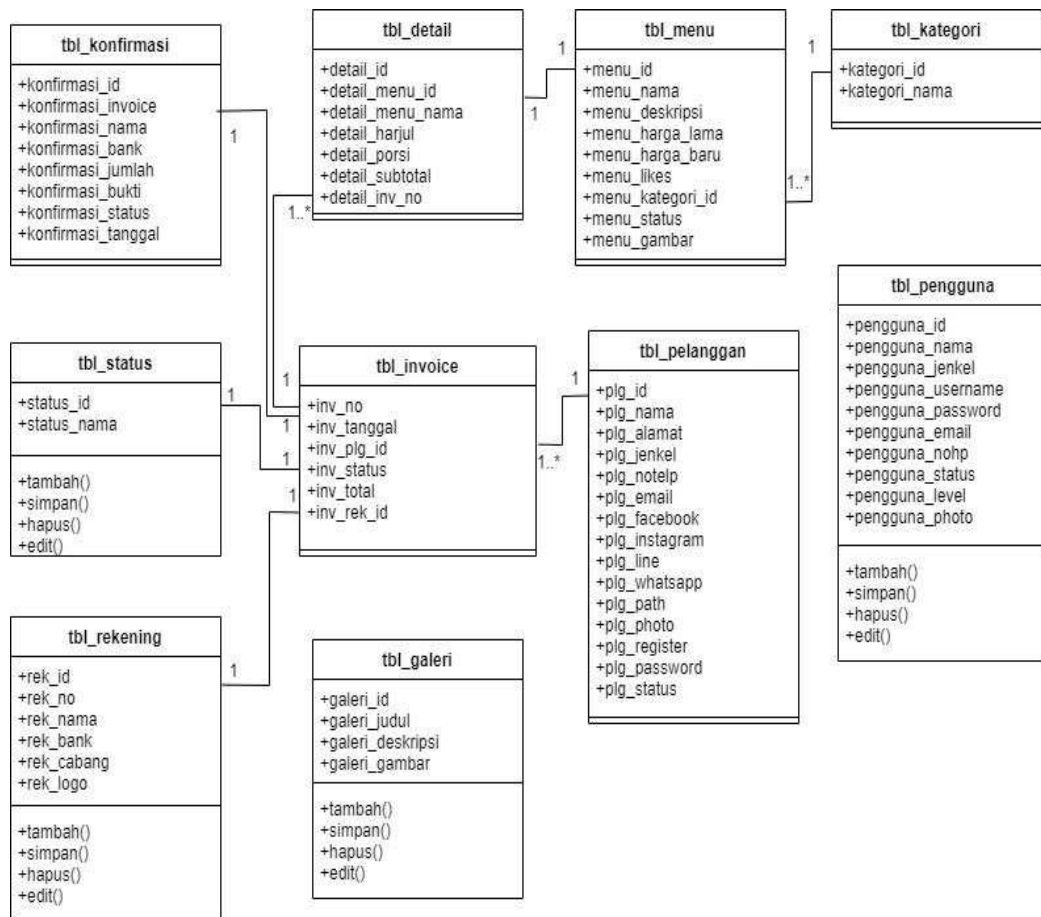 tbl_konfirmasi
+konfirmasi_id
+konfirmasi_invoice
+konfirmasi_nama
+konfirmasi_bank
+konfirmasi_jumlah
+konfirmasi_bukti
+konfirmasi_status
+konfirmasi_tanggal
1
tbl_detail
+detail_id
+detail_menu_id
+detail_menu_nama
+detail_harjul
+detail_porsi
+detail_subtotal
+detail_inv_no
1..*
1
1
tbl_menu
+menu_id
+menu_nama
+menu_deskripsi
+menu_harga_lama
+menu_harga_baru
+menu_likes
+menu_kategori_id
+menu_status
+menu_gambar
1..*
1
tbl_kategori
+kategori_id
+kategori_nama
tbl_status
+status_id
+status_nama
+tambah()
+simpan()
+hapus()
+edit()
1
1
1
1
1
tbl_invoice
+inv_no
+inv_tanggal
+inv_plg_id
+inv_status
+inv_total
+inv_rek_id
1..*
1
tbl_pelanggan
+plg_id
+plg_nama
+plg_alamat
+plg_jenkel
+plg_notelp
+plg_email
+plg_facebook
+plg_instagram
+plg_line
+plg_whatsapp
+plg_path
+plg_photo
+plg_register
+plg_password
+plg_status
tbl_pengguna
+pengguna_id
+pengguna_nama
+pengguna_jenkel
+pengguna_username
+pengguna_password
+pengguna_email
+pengguna_nohp
+pengguna_status
+pengguna_level
+pengguna_photo
+tambah()
+simpan()
+hapus()
+edit()
tbl_rekening
+rek_id
+rek_no
+rek_nama
+rek_bank
+rek_cabang
+rek_logo
+tambah()
+simpan()
+hapus()
+edit()
1
tbl_galeri
+galeri_id
+galeri_judul
+galeri_deskripsi
+galeri_gambar
+tambah()
+simpan()
+hapus()
+edit()